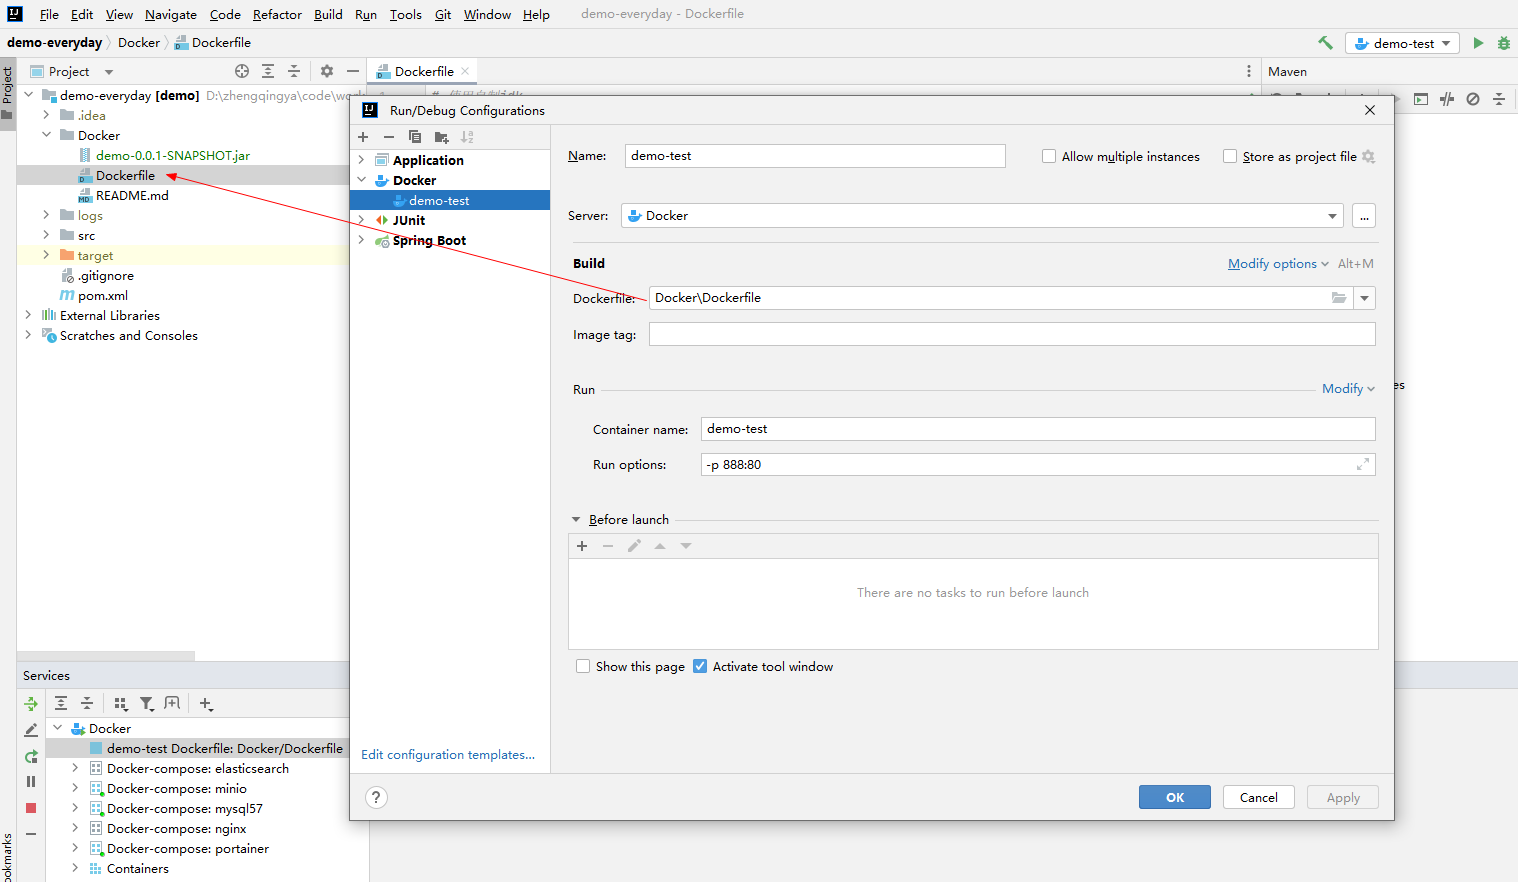 File Edit View Navigate Code Refactor Build Run Tools Git Window Help demo-everyday - Dockerfile
demo-everyday Docker Dockerfile
demo-test
Project
Project
Dockerfile
Maven
demo-everyday [demo] D:\zhengqingya\code\work
.idea
Docker
demo-0.0.1-SNAPSHOT.jar
Dockerfile
README.md
logs
src
target
.gitignore
pom.xml
External Libraries
Scratches and Consoles
Run/Debug Configurations
Application
Docker
demo-test
JUnit
Spring Boot
Edit configuration templates...
Name: demo-test
Allow multiple instances
Store as project file
Server: Docker
...
Build
Modify options Alt+M
Dockerfile: Docker\Dockerfile
Image tag:
Run
Modify
Container name: demo-test
Run options: -p 888:80
Before launch
There are no tasks to run before launch
Show this page
Activate tool window
?
OK
Cancel
Apply
es
Services
Docker
demo-test Dockerfile: Docker/Dockerfile
Docker-compose: elasticsearch
Docker-compose: minio
Docker-compose: mysql57
Docker-compose: nginx
Docker-compose: portainer
Containers
ookmarks